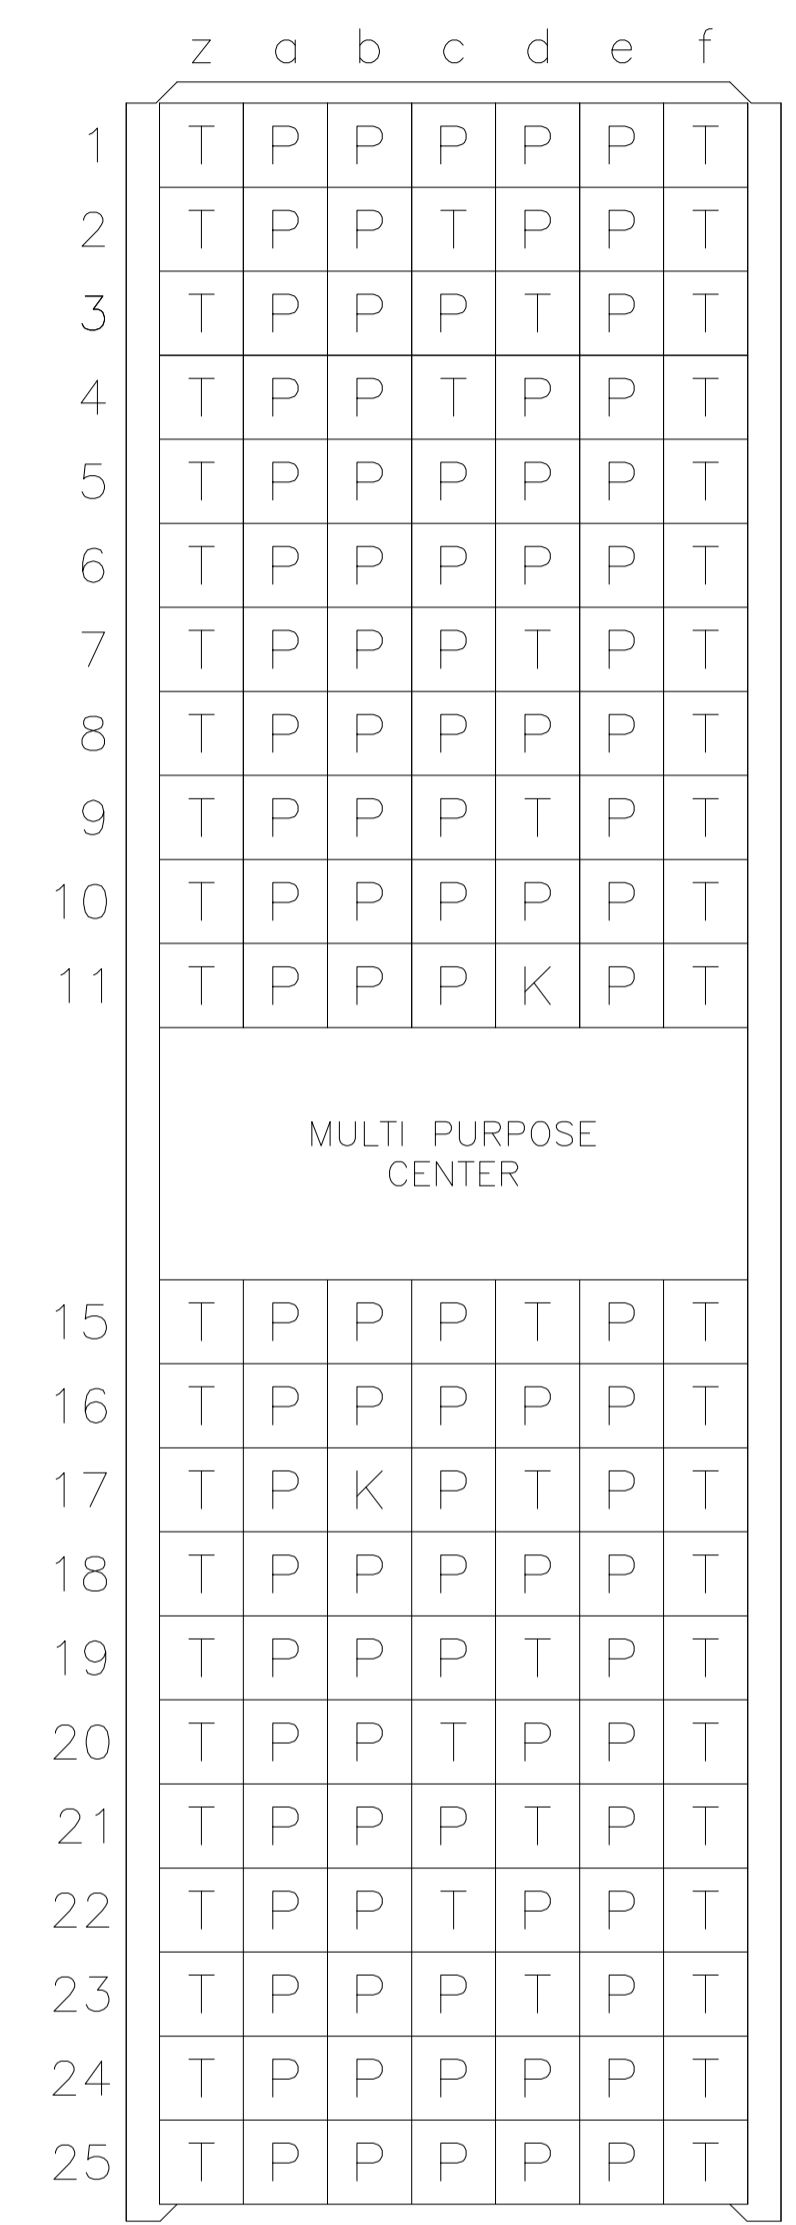 z a b c d e f
1 T P P P P P T
2 T P P T P P T
3 T P P P T P T
4 T P P T P P T
5 T P P P P P T
6 T P P P P P T
7 T P P P T P T
8 T P P P P P T
9 T P P P T P T
10 T P P P P P T
11 T P P P K P T
MULTI PURPOSE
CENTER
15 T P P P T P T
16 T P P P P P T
17 T P K P T P T
18 T P P P P P T
19 T P P P T P T
20 T P P T P P T
21 T P P P T P T
22 T P P T P P T
23 T P P P T P T
24 T P P P P P T
25 T P P P P P T